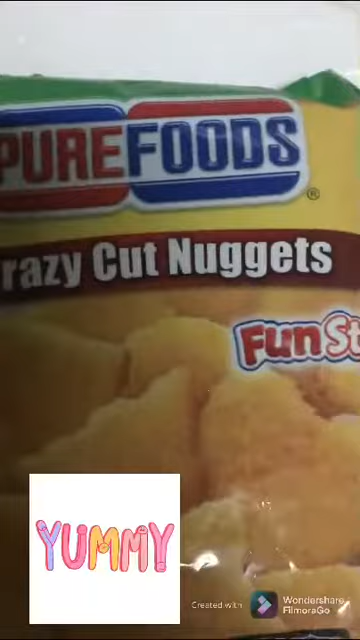 PUREFOODS
®
razy Cut Nuggets
Fun St
YUMMY
Created with
Wondershare
FilmoraGo